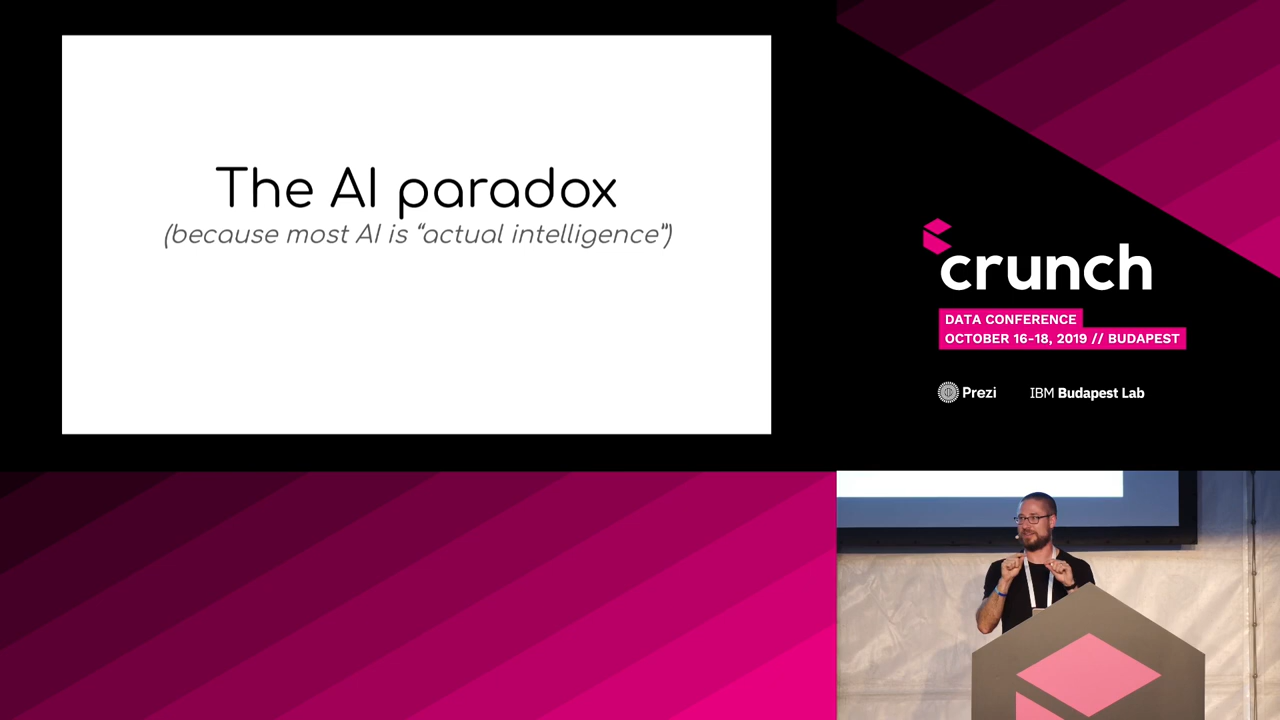 The AI paradox
(because most AI is “actual intelligence”)
crunch
DATA CONFERENCE
OCTOBER 16-18, 2019 // BUDAPEST
Prezi
IBM Budapest Lab